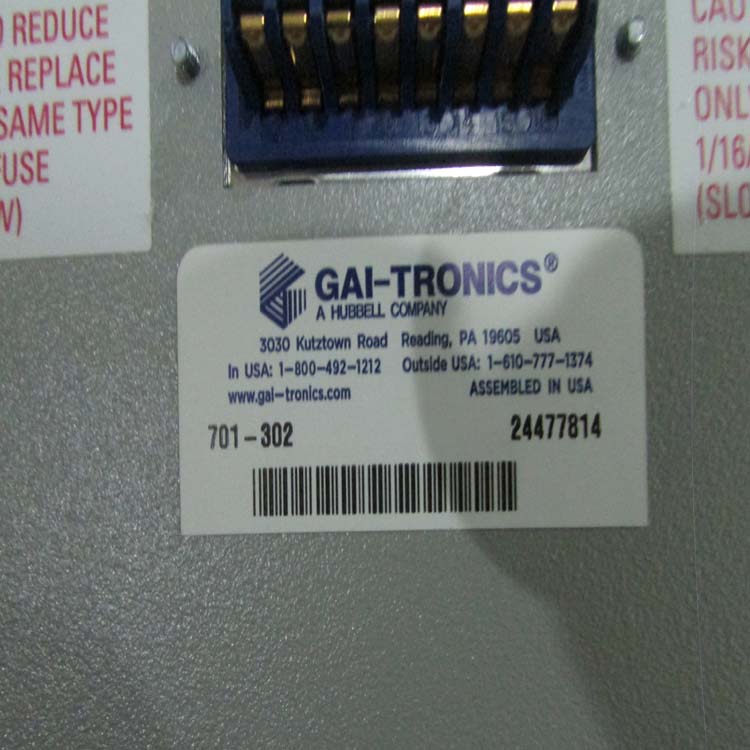 O REDUCE
REPLACE
SAME TYPE
FUSE
W)
CAU
RISK
ONL
1/16
(SLO
GAI-TRONICS®
A HUBBELL COMPANY
3030 Kutztown Road Reading, PA 19605 USA
In USA: 1-800-492-1212 Outside USA: 1-610-777-1374
www.gai-tronics.com ASSEMBLED IN USA
701-302 24477814